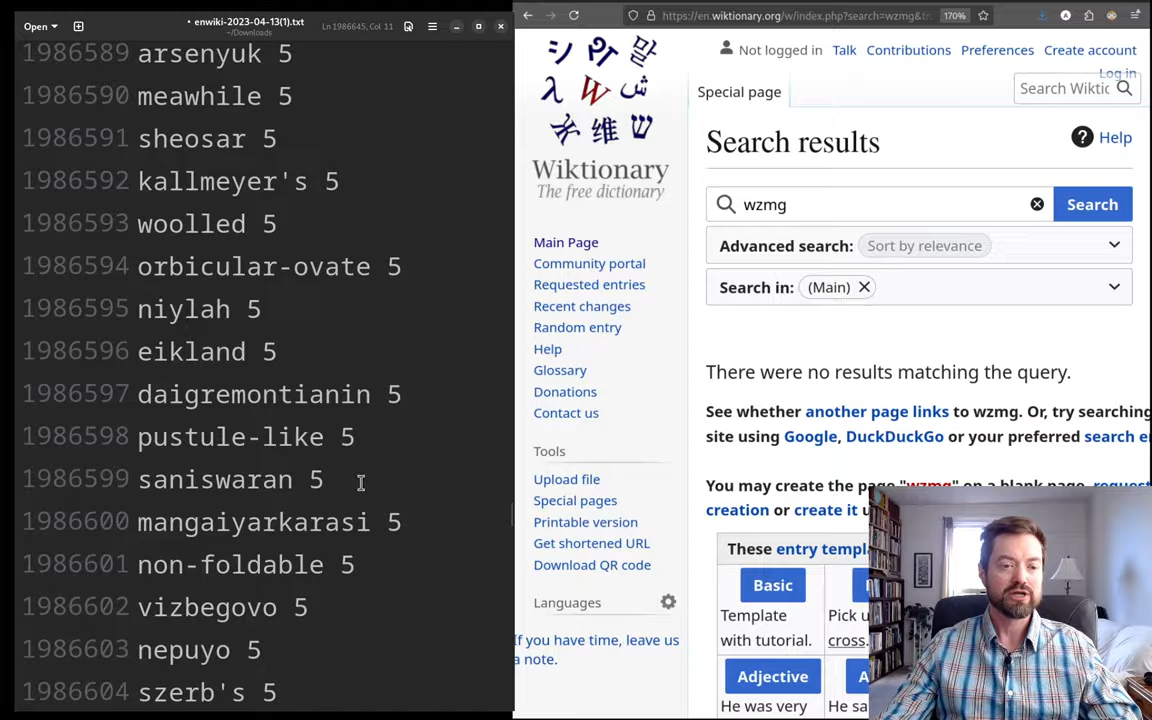 Open
• enwiki-2023-04-13(1).txt
~/Downloads
Ln 1986645, Col 11
1986589 arsenyuk 5
1986590 meawhile 5
1986591 sheosar 5
1986592 kallmeyer's 5
1986593 woolled 5
1986594 orbicular-ovate 5
1986595 niylah 5
1986596 eikland 5
1986597 daigremontianin 5
1986598 pustule-like 5
1986599 saniswaran 5
1986600 mangaiyarkarasi 5
1986601 non-foldable 5
1986602 vizbegovo 5
1986603 nepuyo 5
1986604 szerb's 5
https://en.wiktionary.org/w/index.php?search=wzmg&ti
170%
Wiktionary
The free dictionary
Main Page
Community portal
Requested entries
Recent changes
Random entry
Help
Glossary
Donations
Contact us
Tools
Upload file
Special pages
Printable version
Get shortened URL
Download QR code
Languages
If you have time, leave us
a note.
Not logged in Talk Contributions Preferences Create account
Log in
Special page
Search Wiktic
Search results
Help
wzmg
Search
Advanced search: Sort by relevance
Search in: (Main)
There were no results matching the query.
See whether another page links to wzmg. Or, try searching
site using Google, DuckDuckGo or your preferred search e
You may create the page "wzmg" on a blank page, request
creation or create it u
These entry templ
Basic
Template
with tutorial.
Pick u
cross.
Adjective
A
He was very
He sa